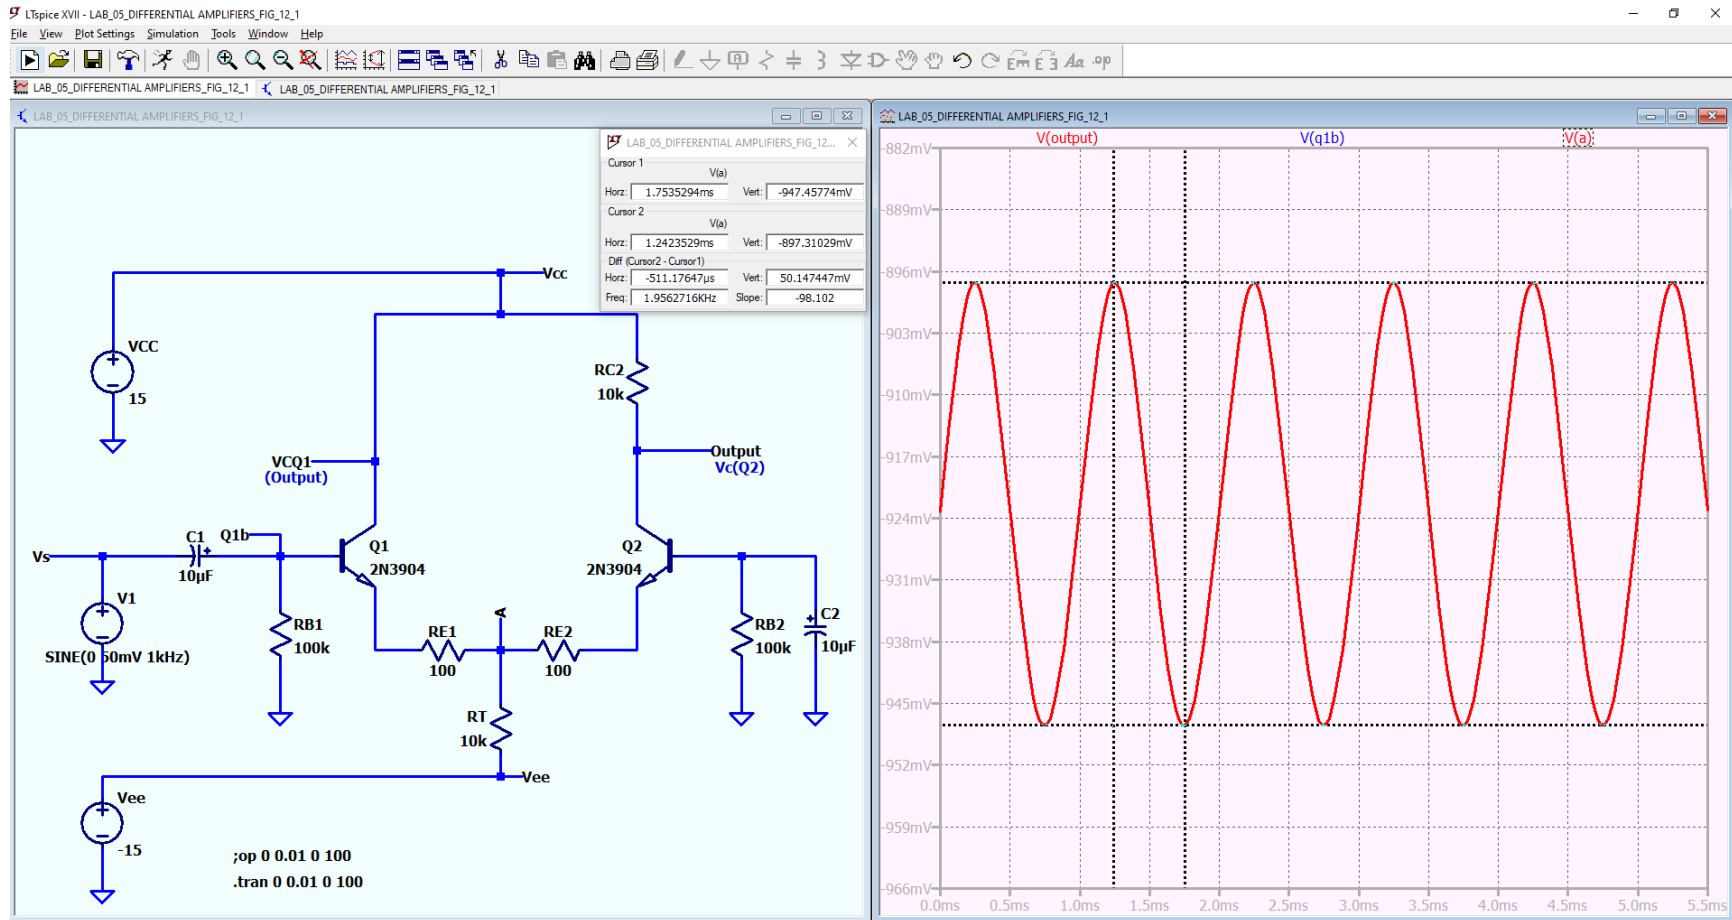 LTspice XVII - LAB_05_DIFFERENTIAL AMPLIFIERS_FIG_12_1
File View Plot Settings Simulation Tools Window Help
LAB_05_DIFFERENTIAL AMPLIFIERS_FIG_12_1
LAB_05_DIFFERENTIAL AMPLIFIERS_FIG_12_1
LAB_05_DIFFERENTIAL AMPLIFIERS_FIG_12_1
Vcc
VCC
15
RC2
10k
VCQ1
(Output)
Output
Vc(Q2)
Vs
C1
10µF
Q1b
Q1
2N3904
Q2
2N3904
V1
SINE(0 50mV 1kHz)
RB1
100k
RE1
100
A
RE2
100
RB2
100k
C2
10µF
RT
10k
Vee
Vee
-15
;op 0 0.01 0 100
.tran 0 0.01 0 100
LAB_05_DIFFERENTIAL AMPLIFIERS_FIG_12...
Cursor 1
V(a)
Horz: 1.7535294ms Vert: -947.45774mV
Cursor 2
V(a)
Horz: 1.2423529ms Vert: -897.31029mV
Diff (Cursor2 - Cursor1)
Horz: -511.17647µs Vert: 50.147447mV
Freq: 1.9562716KHz Slope: -98.102
LAB_05_DIFFERENTIAL AMPLIFIERS_FIG_12_1
V(output) V(q1b) V(a)
-882mV
-889mV
-896mV
-903mV
-910mV
-917mV
-924mV
-931mV
-938mV
-945mV
-952mV
-959mV
-966mV
0.0ms 0.5ms 1.0ms 1.5ms 2.0ms 2.5ms 3.0ms 3.5ms 4.0ms 4.5ms 5.0ms 5.5ms